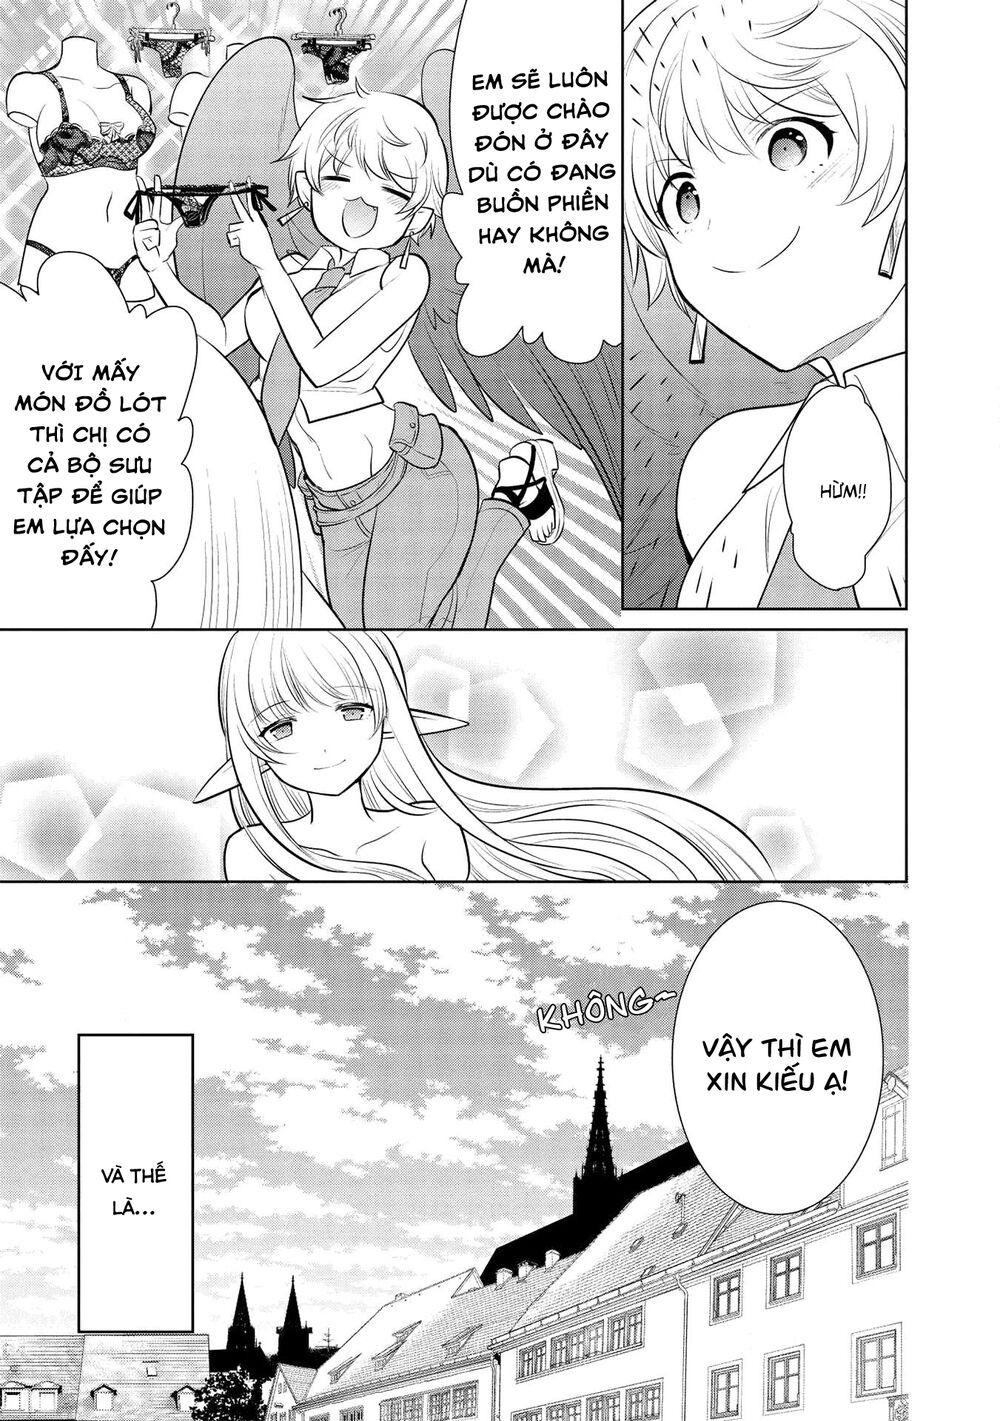 HỪM!!
EM SẼ LUÔN
ĐƯỢC CHÀO
ĐÓN Ở ĐÂY
DÙ CÓ ĐANG
BUỒN PHIỀN
HAY KHÔNG
MÀ!
VỚI MẤY
MÓN ĐỒ LÓT
THÌ CHỊ CÓ
CẢ BỘ SƯU
TẬP ĐỂ GIÚP
EM LỰA CHỌN
ĐẤY!
VẬY THÌ EM
XIN KIẾU Ạ!
KHÔNG~
VÀ THẾ
LÀ...